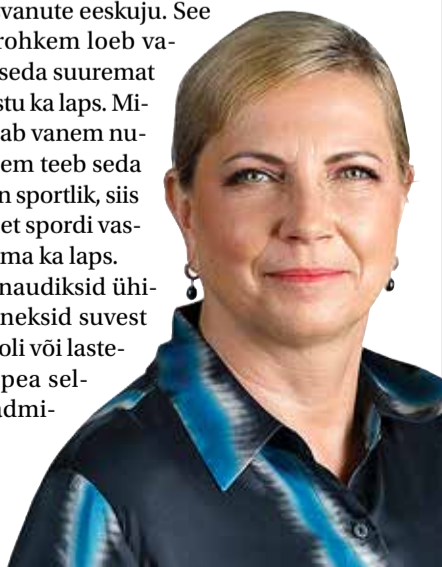 vanute eeskuju. See
rohkem loeb va-
seda suuremat
stu ka laps. Mi-
ab vanem nu-
em teeb seda
n sportlik, siis
et spordi vas-
ma ka laps.
naudiksid ühi-
neksid suvest
oli või laste-
pea sel-
admi-